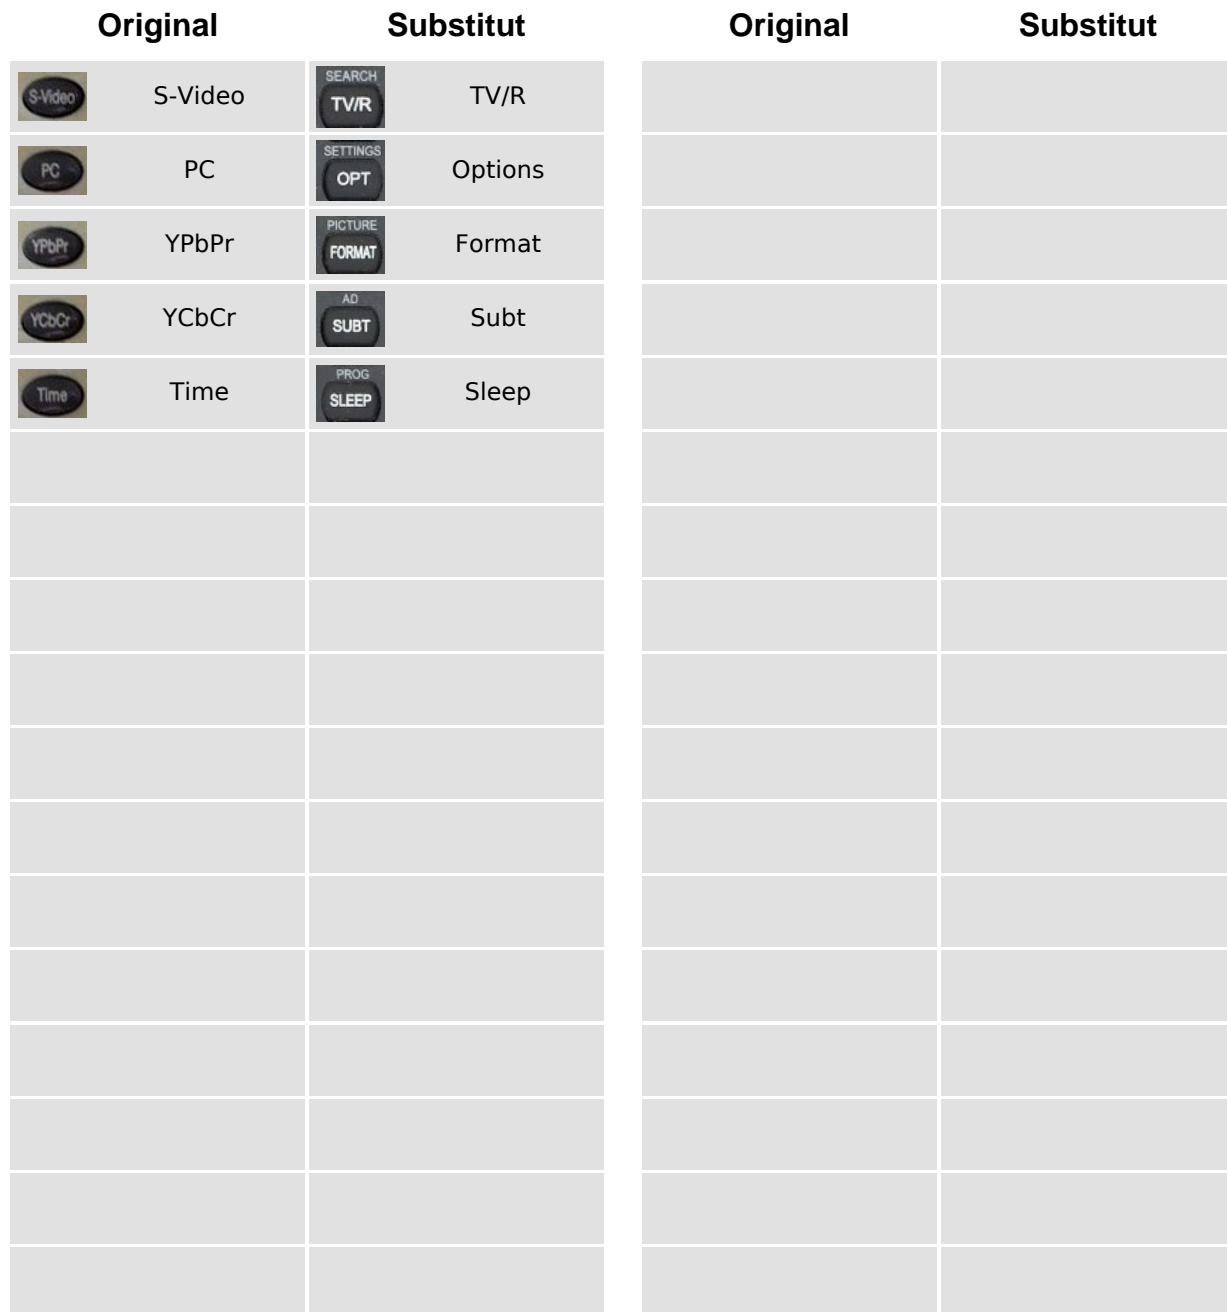 Original Substitut Original Substitut
S-Video S-Video SEARCH TV/R TV/R
PC PC SETTINGS OPT Options
YPbPr YPbPr PICTURE FORMAT Format
YCbCr YCbCr AD SUBT Subt
Time Time PROG SLEEP Sleep